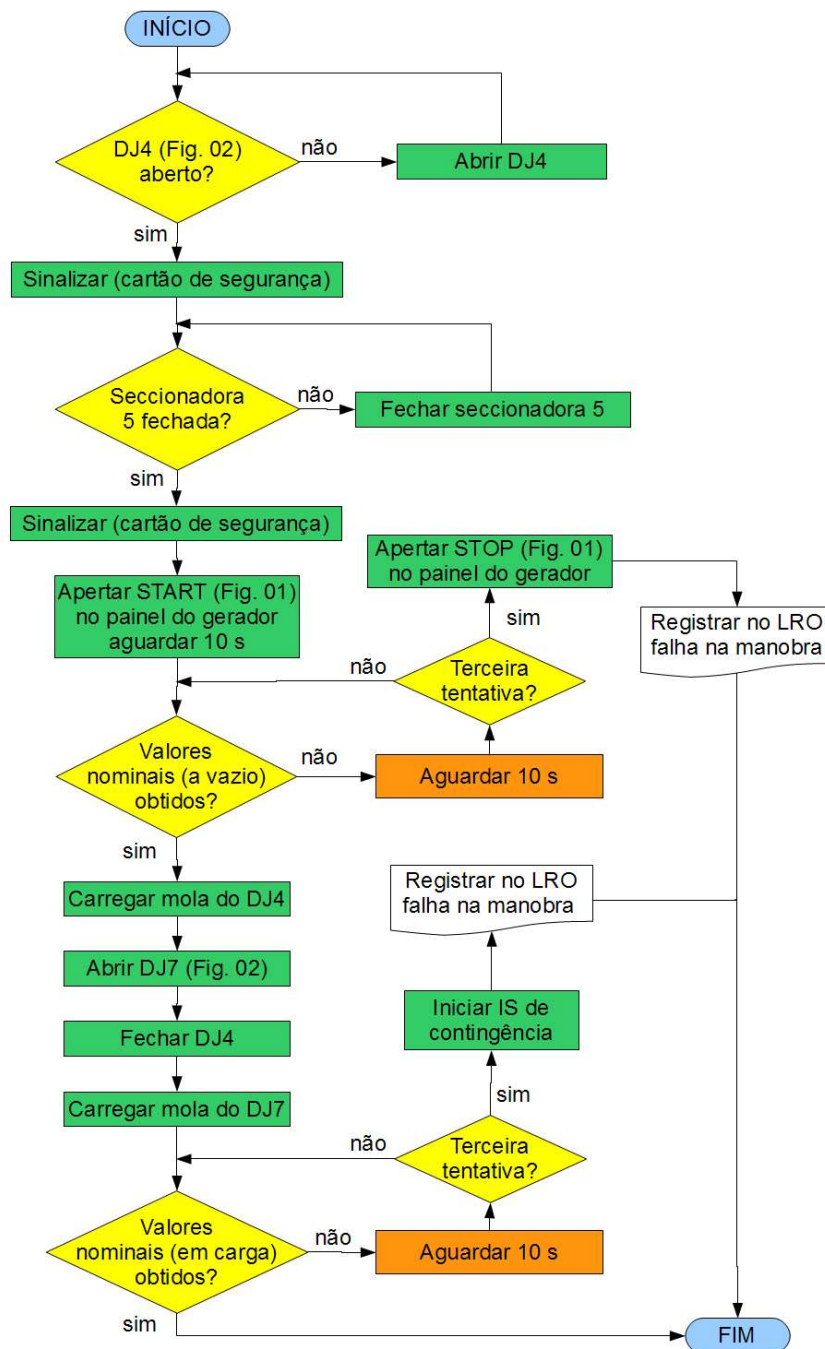 INÍCIO
DJ4 (Fig. 02)
aberto?
não
Abrir DJ4
sim
Sinalizar (cartão de segurança)
Seccionadora
5 fechada?
não
Fechar seccionadora 5
sim
Sinalizar (cartão de segurança)
Apertar START (Fig. 01)
no painel do gerador
aguardar 10 s
Apertar STOP (Fig. 01)
no painel do gerador
Registrar no LRO
falha na manobra
sim
não
Terceira
tentativa?
Valores
nominais (a vazio)
obtidos?
não
Aguardar 10 s
sim
Carregar mola do DJ4
Registrar no LRO
falha na manobra
Abrir DJ7 (Fig. 02)
Iniciar IS de
contingência
Fechar DJ4
Carregar mola do DJ7
sim
não
Terceira
tentativa?
Valores
nominais (em carga)
obtidos?
não
Aguardar 10 s
sim
FIM